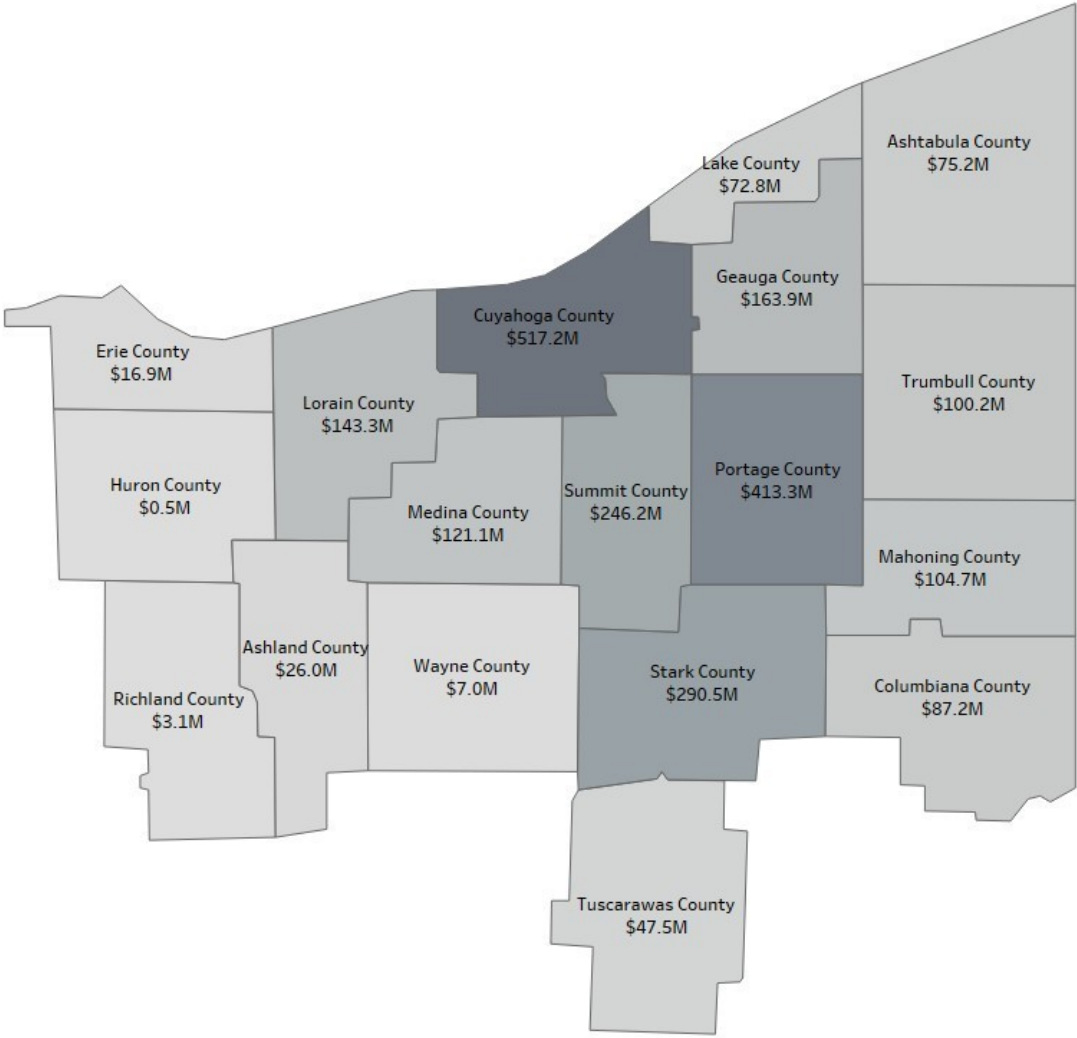 Ashtabula County
$75.2M
Lake County
$72.8M
Geauga County
$163.9M
Cuyahoga County
$517.2M
Erie County
$16.9M
Lorain County
$143.3M
Trumbull County
$100.2M
Huron County
$0.5M
Medina County
$121.1M
Summit County
$246.2M
Portage County
$413.3M
Mahoning County
$104.7M
Richland County
$3.1M
Ashland County
$26.0M
Wayne County
$7.0M
Stark County
$290.5M
Columbiana County
$87.2M
Tuscarawas County
$47.5M